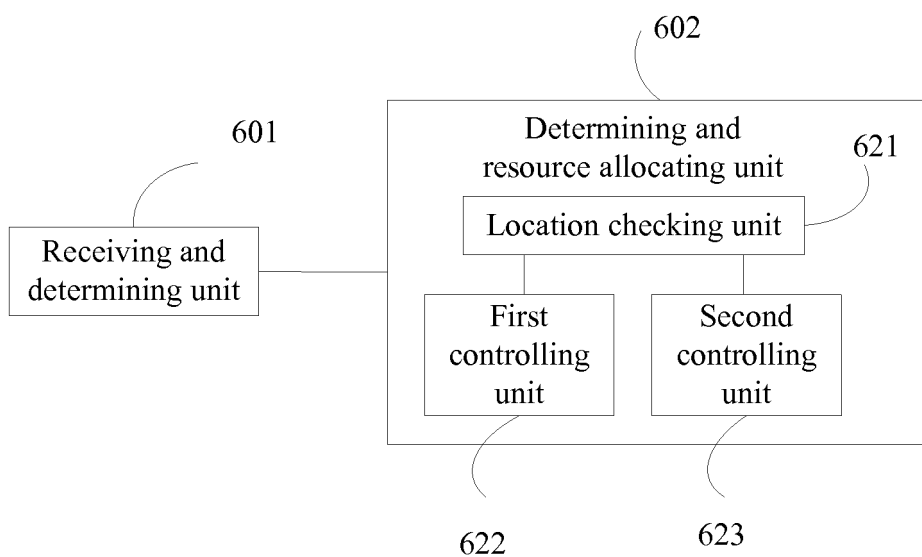 602
601
Determining and
resource allocating unit
621
Location checking unit
Receiving and
determining unit
First
controlling
unit
Second
controlling
unit
622
623